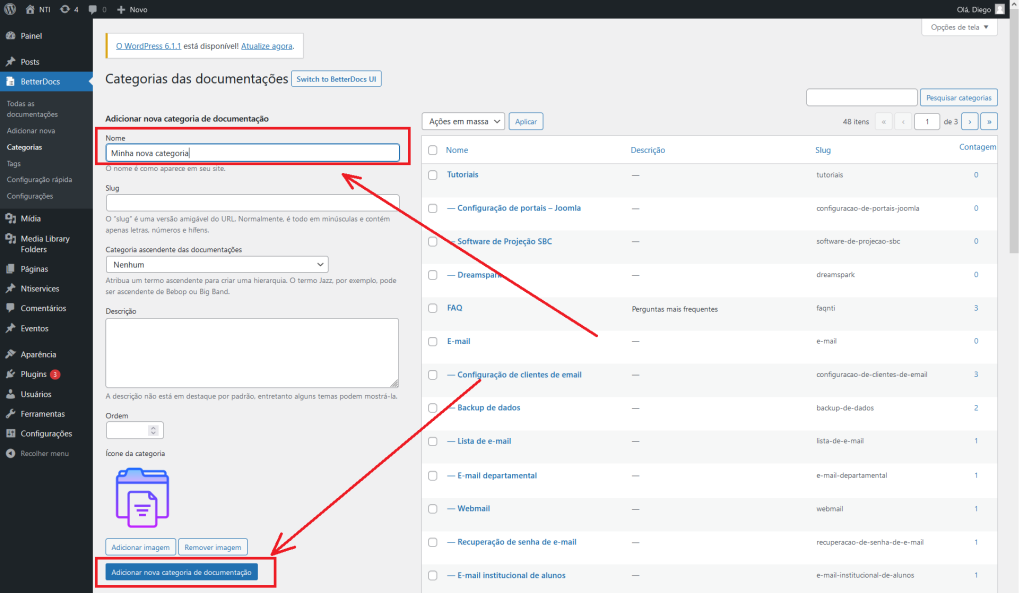 NTI 4 0 Novo Olá, Diego
Opções de tela
Painel
Posts
BetterDocs
Todas as
documentações
Adicionar nova
Categorias
Tags
Configuração rápida
Configurações
Mídia
Media Library
Folders
Páginas
Ntiservices
Comentários
Eventos
Aparência
Plugins 3
Usuários
Ferramentas
Configurações
Recolher menu
O WordPress 6.1.1 está disponível! Atualize agora.
Categorias das documentações Switch to BetterDocs UI
Pesquisar categorias
Adicionar nova categoria de documentação
Nome
Minha nova categoria
O nome é como aparece em seu site.
Slug
O "slug" é uma versão amigável do URL. Normalmente, é todo em minúsculas e contém
apenas letras, números e hífens.
Categoria ascendente das documentações
Nenhum
Atribua um termo ascendente para criar uma hierarquia. O termo Jazz, por exemplo, pode
ser ascendente de Bebop ou Big Band.
Descrição
A descrição não está em destaque por padrão, entretanto alguns temas podem mostrá-la.
Ordem
Ícone da categoria
Adicionar imagem Remover imagem
Adicionar nova categoria de documentação
Ações em massa Aplicar 48 itens « ‹ 1 de 3 › »
Nome Descrição Slug Contagem
Tutoriais — tutoriais 0
— Configuração de portais – Joomla — configuracao-de-portais-joomla 0
— Software de Projeção SBC — software-de-projecao-sbc 0
— Dreamspark — dreamspark 0
FAQ Perguntas mais frequentes faqnti 3
E-mail — e-mail 0
— Configuração de clientes de email — configuracao-de-clientes-de-email 3
— Backup de dados — backup-de-dados 2
— Lista de e-mail — lista-de-e-mail 1
— E-mail departamental — e-mail-departamental 1
— Webmail — webmail 1
— Recuperação de senha de e-mail — recuperacao-de-senha-de-e-mail 1
— E-mail institucional de alunos — e-mail-institucional-de-alunos 1